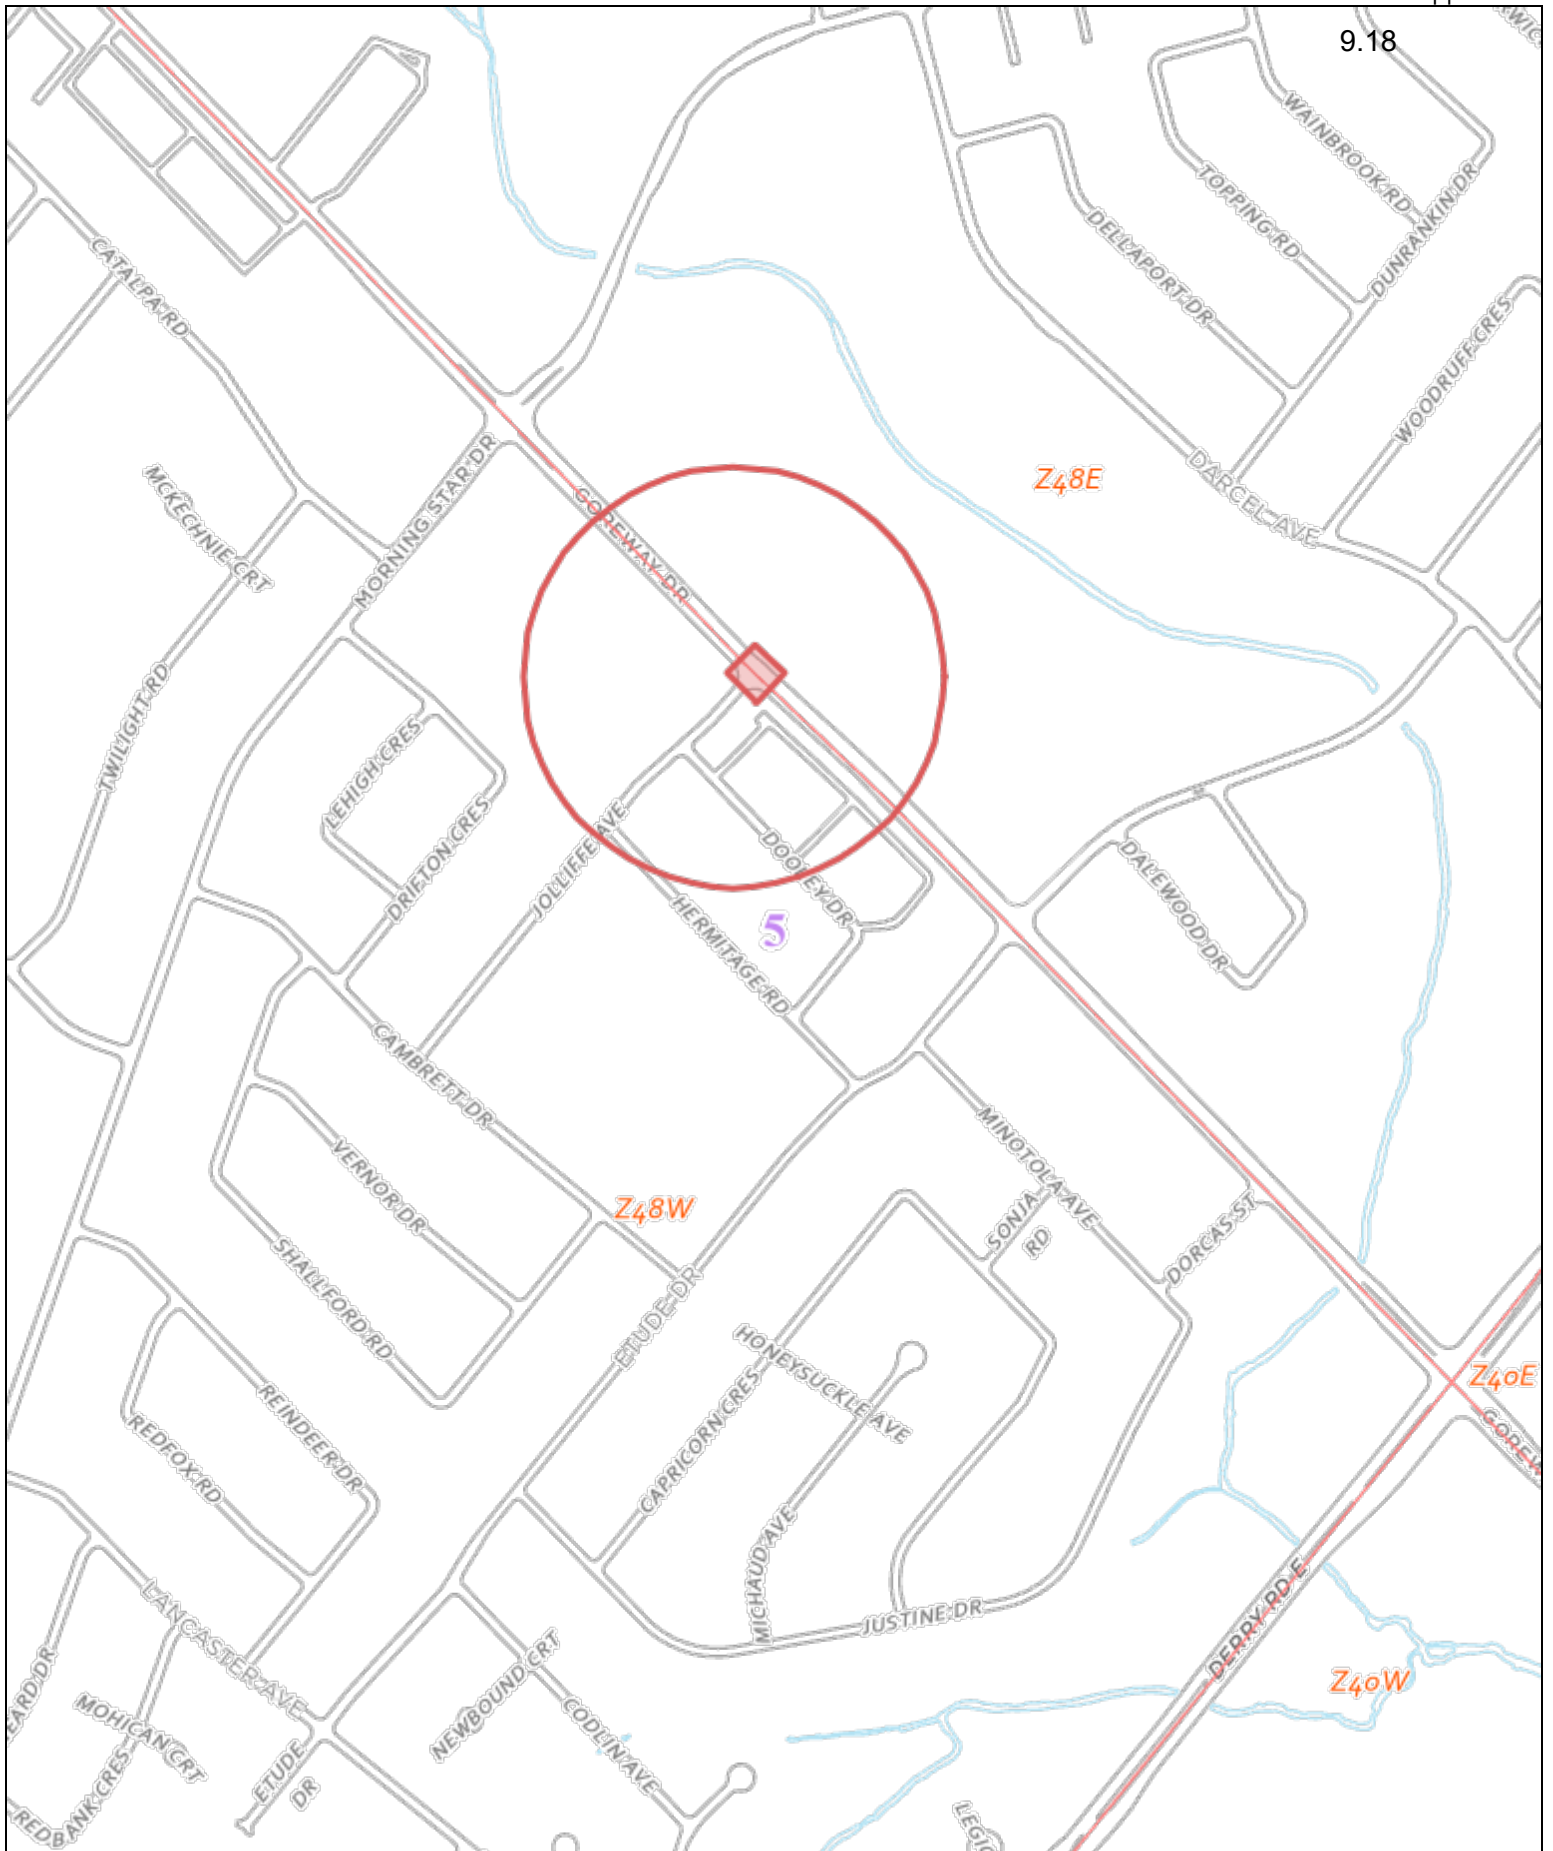 9.18
WAINBROOK RD
TOPPING RD
DUNRANKIN DR
DELLAPORT DR
CATALPA RD
WOODRUFF CRES
MORNING STAR DR
MCKECHNIE CRT
GOREWAY DR
Z48E
DARCEL AVE
TWILIGHT RD
LEHIGH CRES
DRIFTON CRES
JOLLIFFE AVE
DOONEY DR
DALEWOOD DR
HERMITAGE RD
5
CAMBRETT DR
VERNOR DR
MINOTOLA AVE
SONJA
RD
DORCAS ST
Z48W
SHALLFORD RD
ETUDE DR
HONEYSUCKLE AVE
Z40E
GOREW
REINDEER DR
REDFOX RD
CAPRICORN CRES
MICHAUD AVE
JUSTINE DR
DERRY RD E
LANCASTER AVE
Z40W
EARD DR
MOHICAN CRT
NEWBOUND CRT
CODLIN AVE
REDBANK CRES
ETUDE
DR